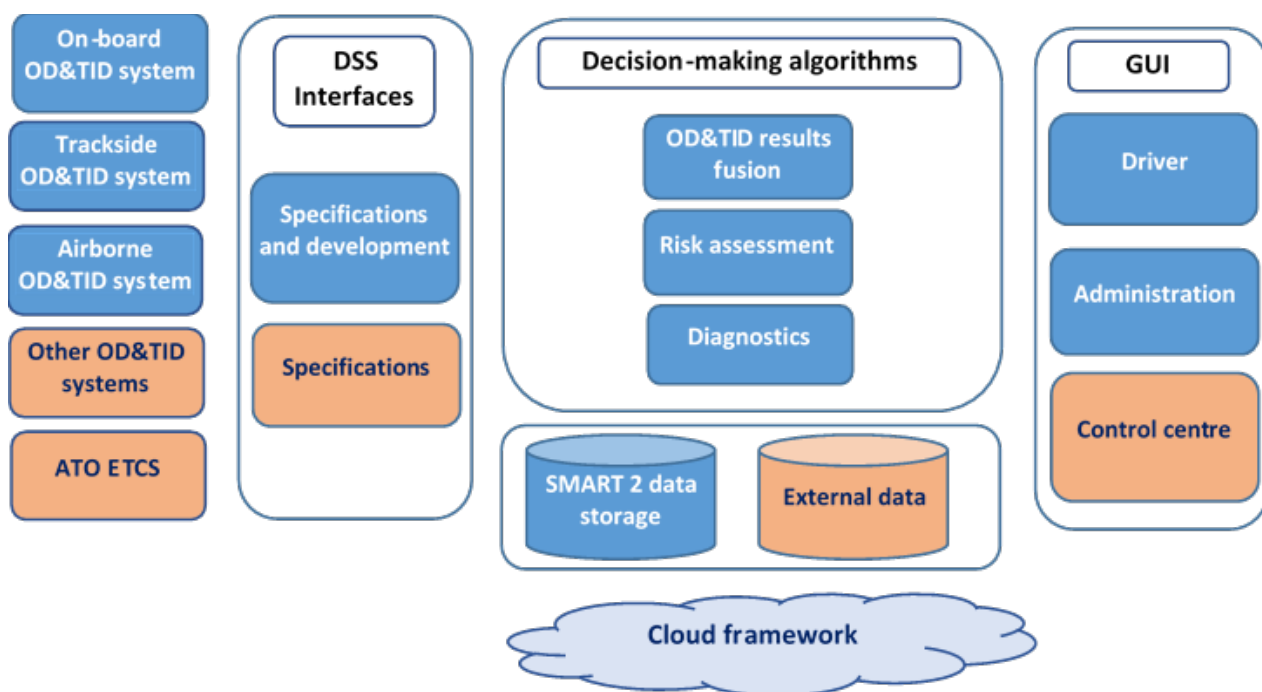 On-board
OD&TID system
Trackside
OD&TID system
Airborne
OD&TID system
Other OD&TID
systems
ATO ETCS
DSS
Interfaces
Specifications
and development
Specifications
Decision-making algorithms
OD&TID results
fusion
Risk assessment
Diagnostics
SMART 2 data
storage
External data
Cloud framework
GUI
Driver
Administration
Control centre